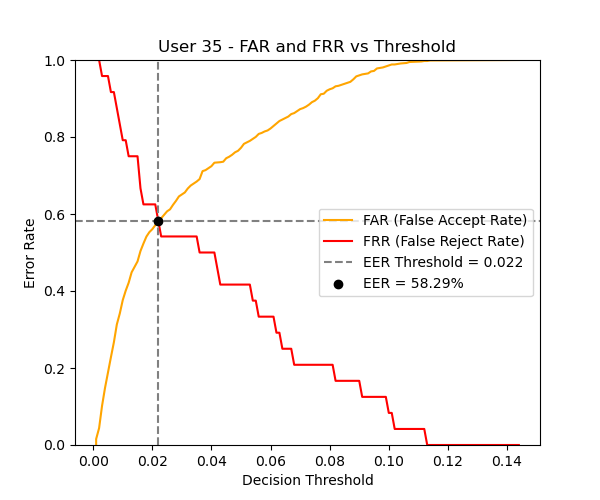 User 35 - FAR and FRR vs Threshold
1.0
0.8
0.6
0.4
0.2
0.0
Error Rate
FAR (False Accept Rate)
FRR (False Reject Rate)
EER Threshold = 0.022
EER = 58.29%
0.00 0.02 0.04 0.06 0.08 0.10 0.12 0.14
Decision Threshold